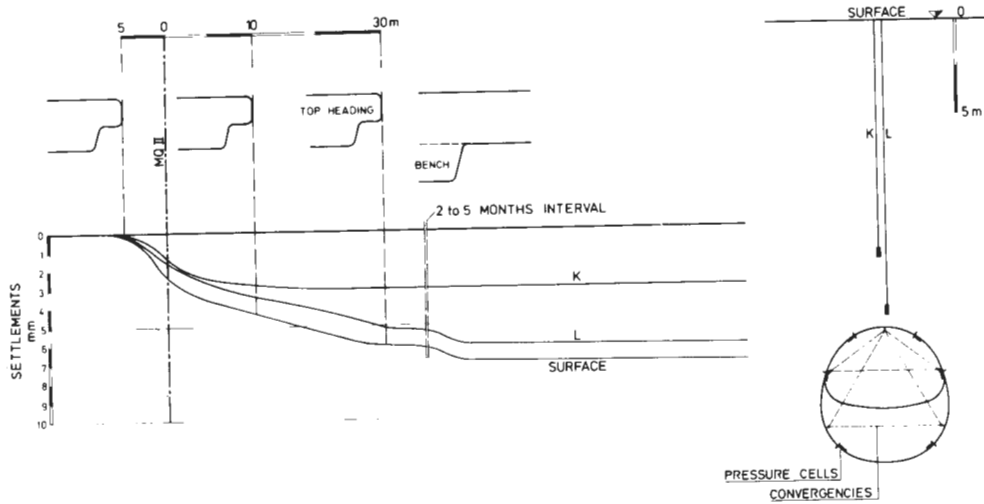 5 0 10 30 m
SURFACE 0
5 m
TOP HEADING
MQ II
BENCH
K L
2 to 5 MONTHS INTERVAL
0
1
2
3
4
5
6
7
8
9
10
SETTLEMENTS
mm
K
L
SURFACE
PRESSURE CELLS
CONVERGENCIES